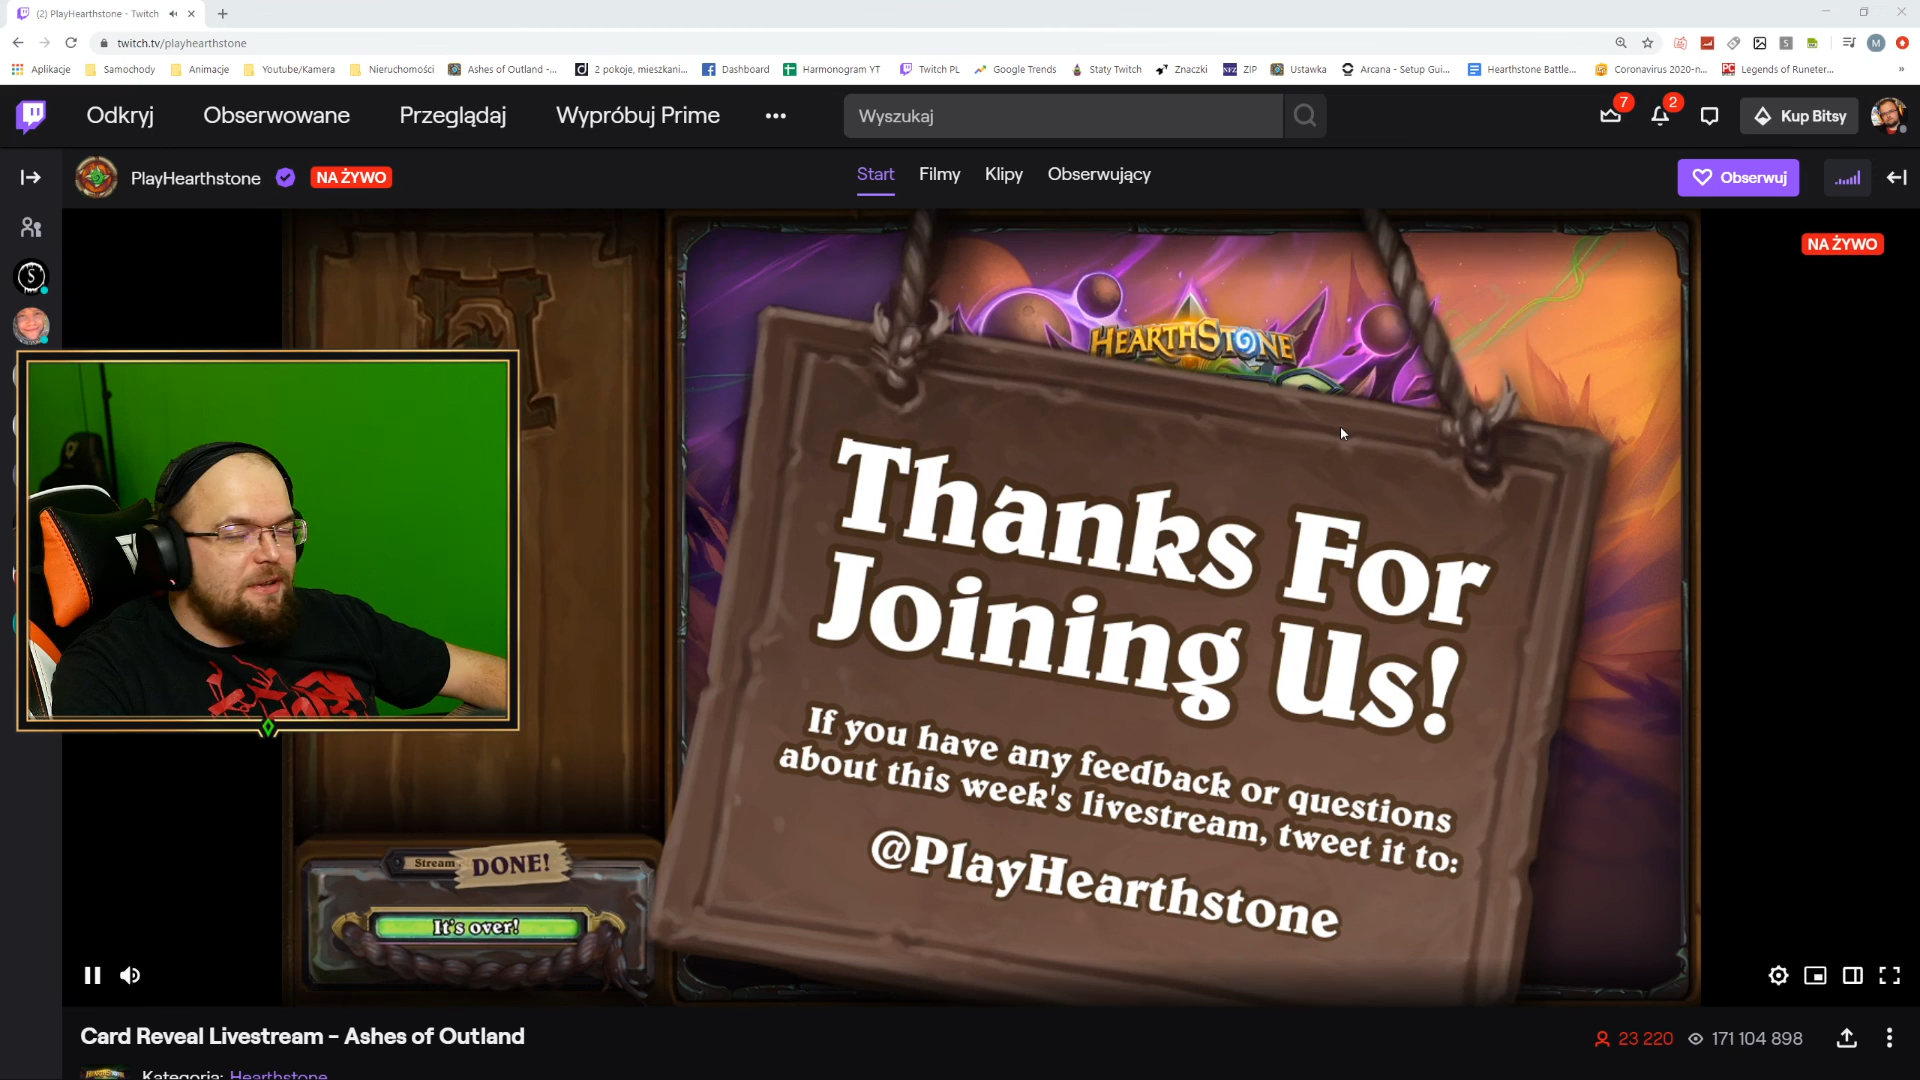 (2) PlayHearthstone - Twitch
twitch.tv/playhearthstone
Aplikacje
Samochody
Animacje
Youtube/Kamera
Nieruchomości
Ashes of Outland -...
2 pokoje, mieszkani...
Dashboard
Harmonogram YT
Twitch PL
Google Trends
Staty Twitch
Znaczki
ZIP
Ustawka
Arcana - Setup Gui...
Hearthstone Battle...
Coronavirus 2020-n...
Legends of Runeter...
»
Odkryj
Obserwowane
Przeglądaj
Wypróbuj Prime
Wyszukaj
7
2
Kup Bitsy
PlayHearthstone
NA ŻYWO
Start
Filmy
Klipy
Obserwujący
Obserwuj
NA ŻYWO
HEARTHSTONE
Thanks For
Joining Us!
If you have any feedback or questions
about this week's livestream, tweet it to:
@PlayHearthstone
Stream
DONE!
It's over!
Card Reveal Livestream - Ashes of Outland
23 220
171 104 898
Kategoria: Hearthstone